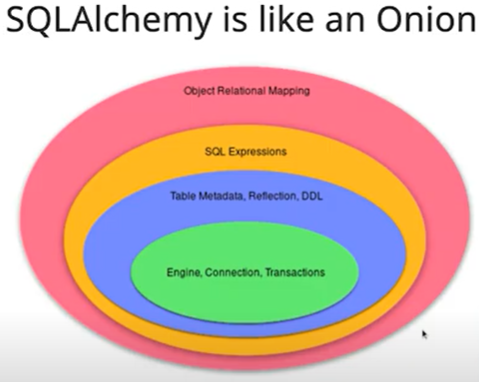 SQLAlchemy is like an Onion
Object Relational Mapping
SQL Expressions
Table Metadata, Reflection, DDL
Engine, Connection, Transactions